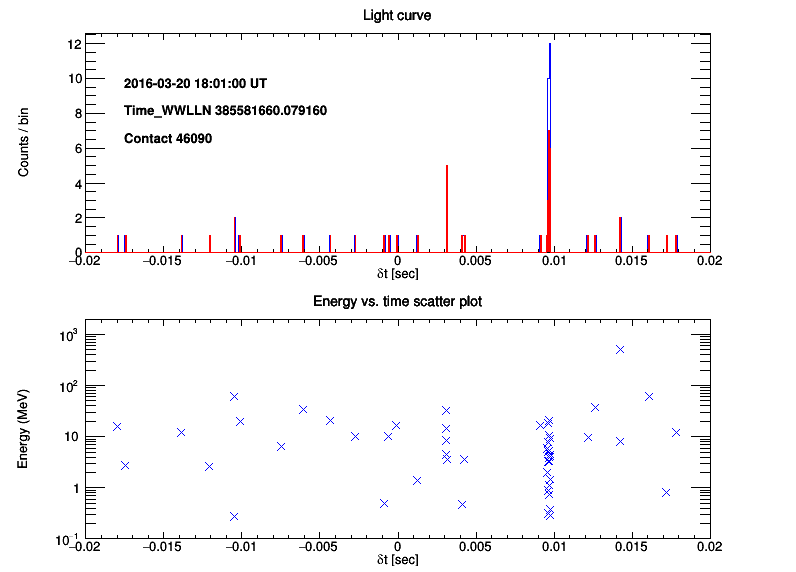 Light curve
12
10
8
6
4
2
0
Counts / bin
2016-03-20 18:01:00 UT
Time_WWLLN 385581660.079160
Contact 46090
−0.02 −0.015 −0.01 −0.005 0 0.005 0.01 0.015 0.02
δt [sec]
Energy vs. time scatter plot
10³
10²
10
1
10⁻¹
Energy (MeV)
−0.02 −0.015 −0.01 −0.005 0 0.005 0.01 0.015 0.02
δt [sec]